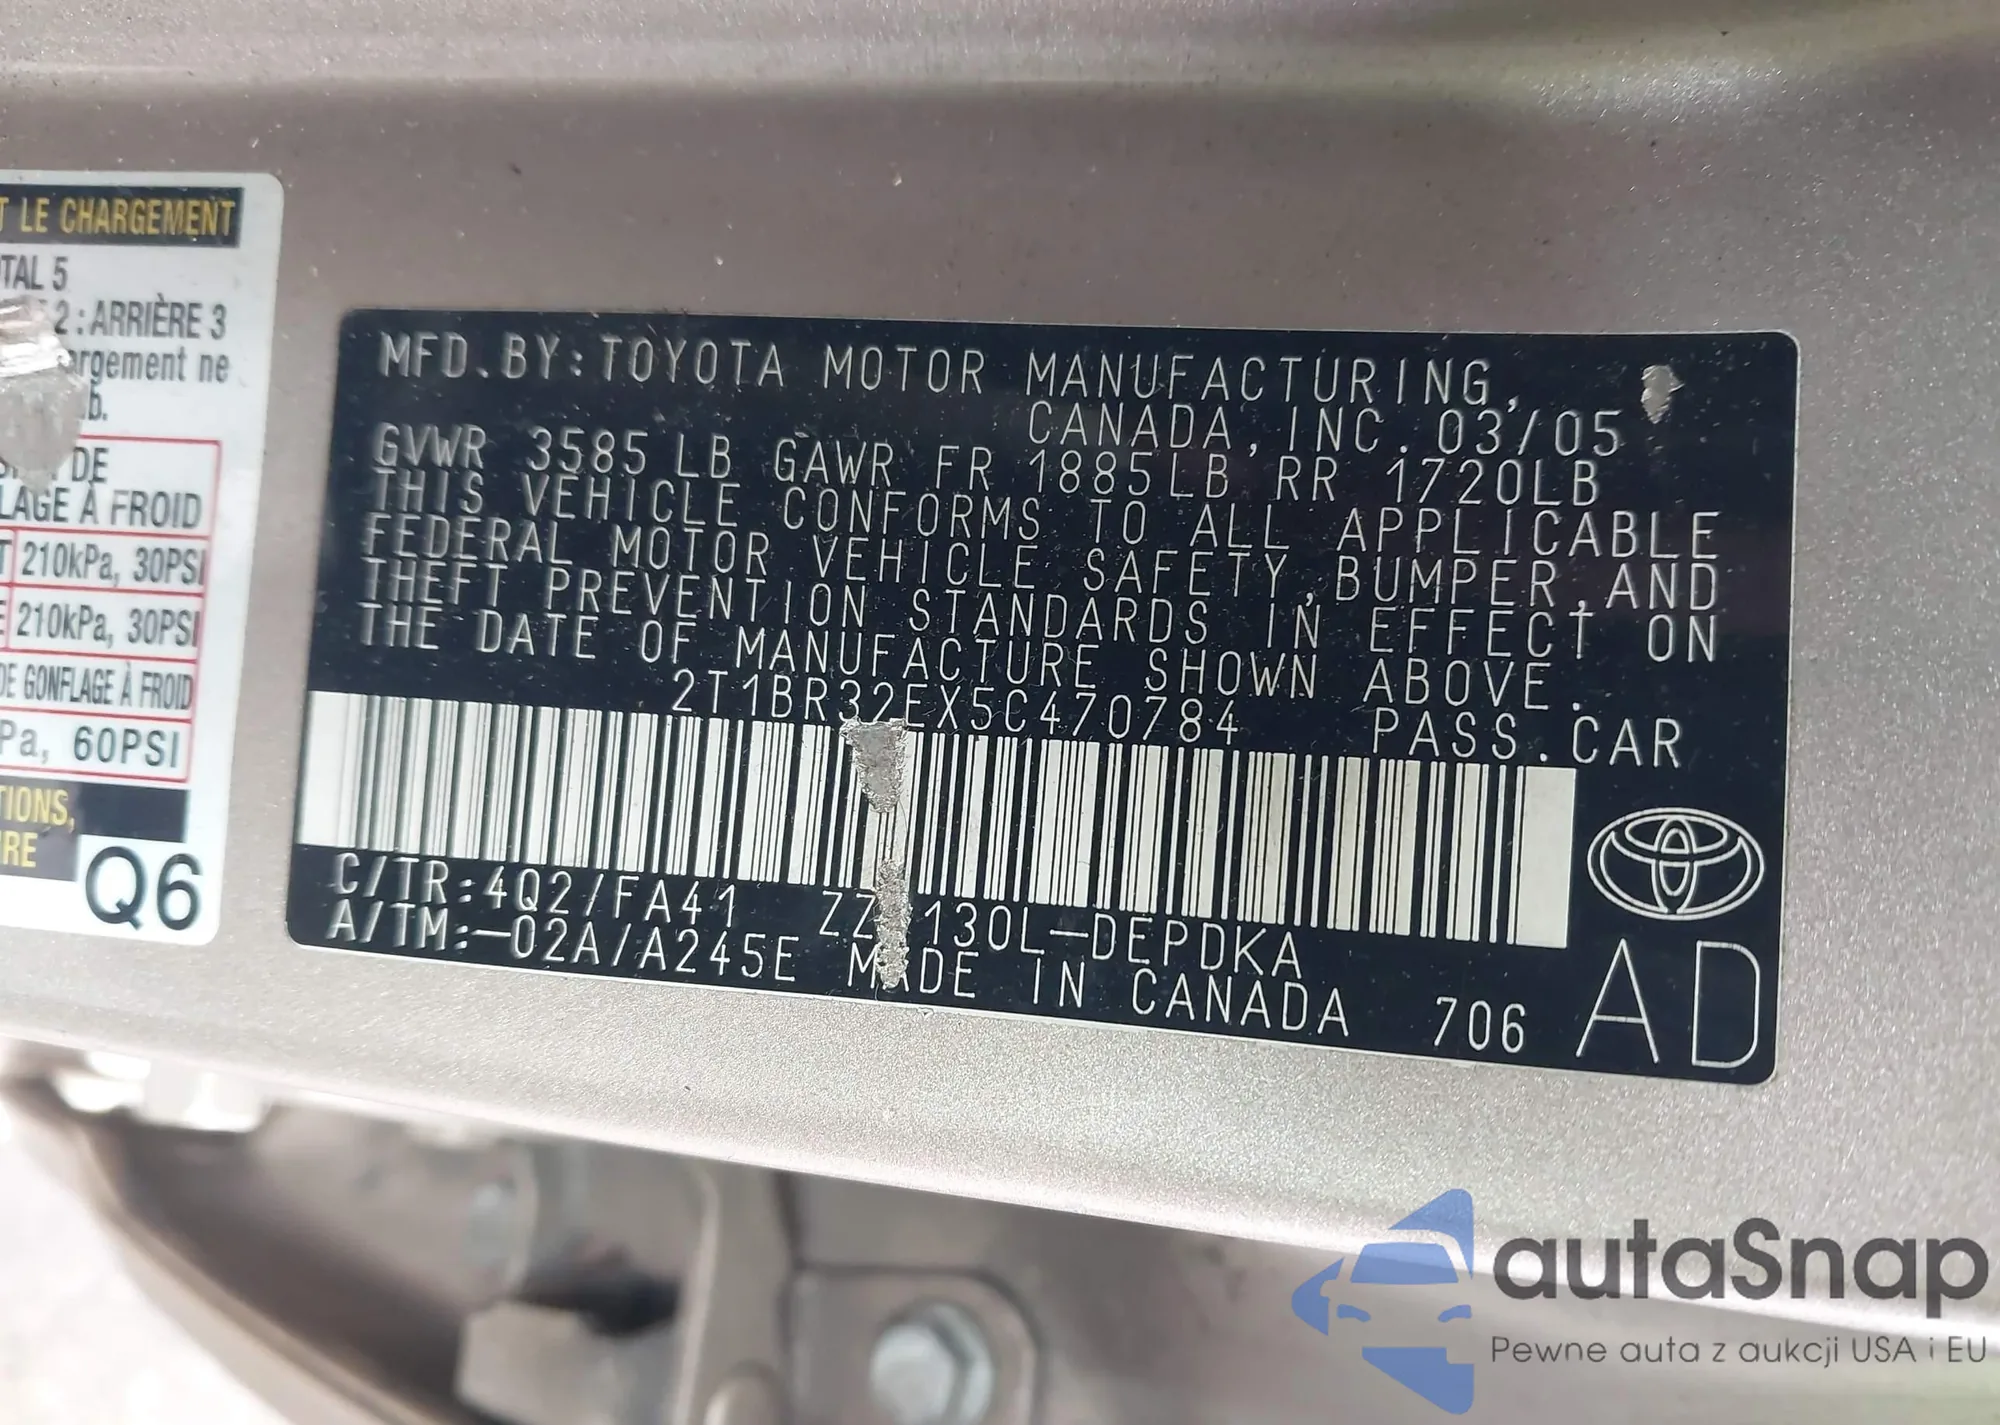 T LE CHARGEMENT
TAL 5
2 : ARRIÈRE 3
rgement ne
b.
DE
LAGE À FROID
210kPa, 30PSI
210kPa, 30PSI
DE GONFLAGE À FROID
Pa, 60PSI
TIONS,
IRE
Q6
MFD.BY:TOYOTA MOTOR MANUFACTURING,
CANADA,INC. 03/05
GVWR 3585LB GAWR FR 1885LB RR 1720LB
THIS VEHICLE CONFORMS TO ALL APPLICABLE
FEDERAL MOTOR VEHICLE SAFETY,BUMPER,AND
THEFT PREVENTION STANDARDS IN EFFECT ON
THE DATE OF MANUFACTURE SHOWN ABOVE.
2T1BR32EX5C470784 PASS.CAR
C/TR:4Q2/FA41 ZZ 130L-DEPDKA
A/TM:-02A/A245E MADE IN CANADA 706
AD
autaSnap
Pewne auta z aukcji USA i EU